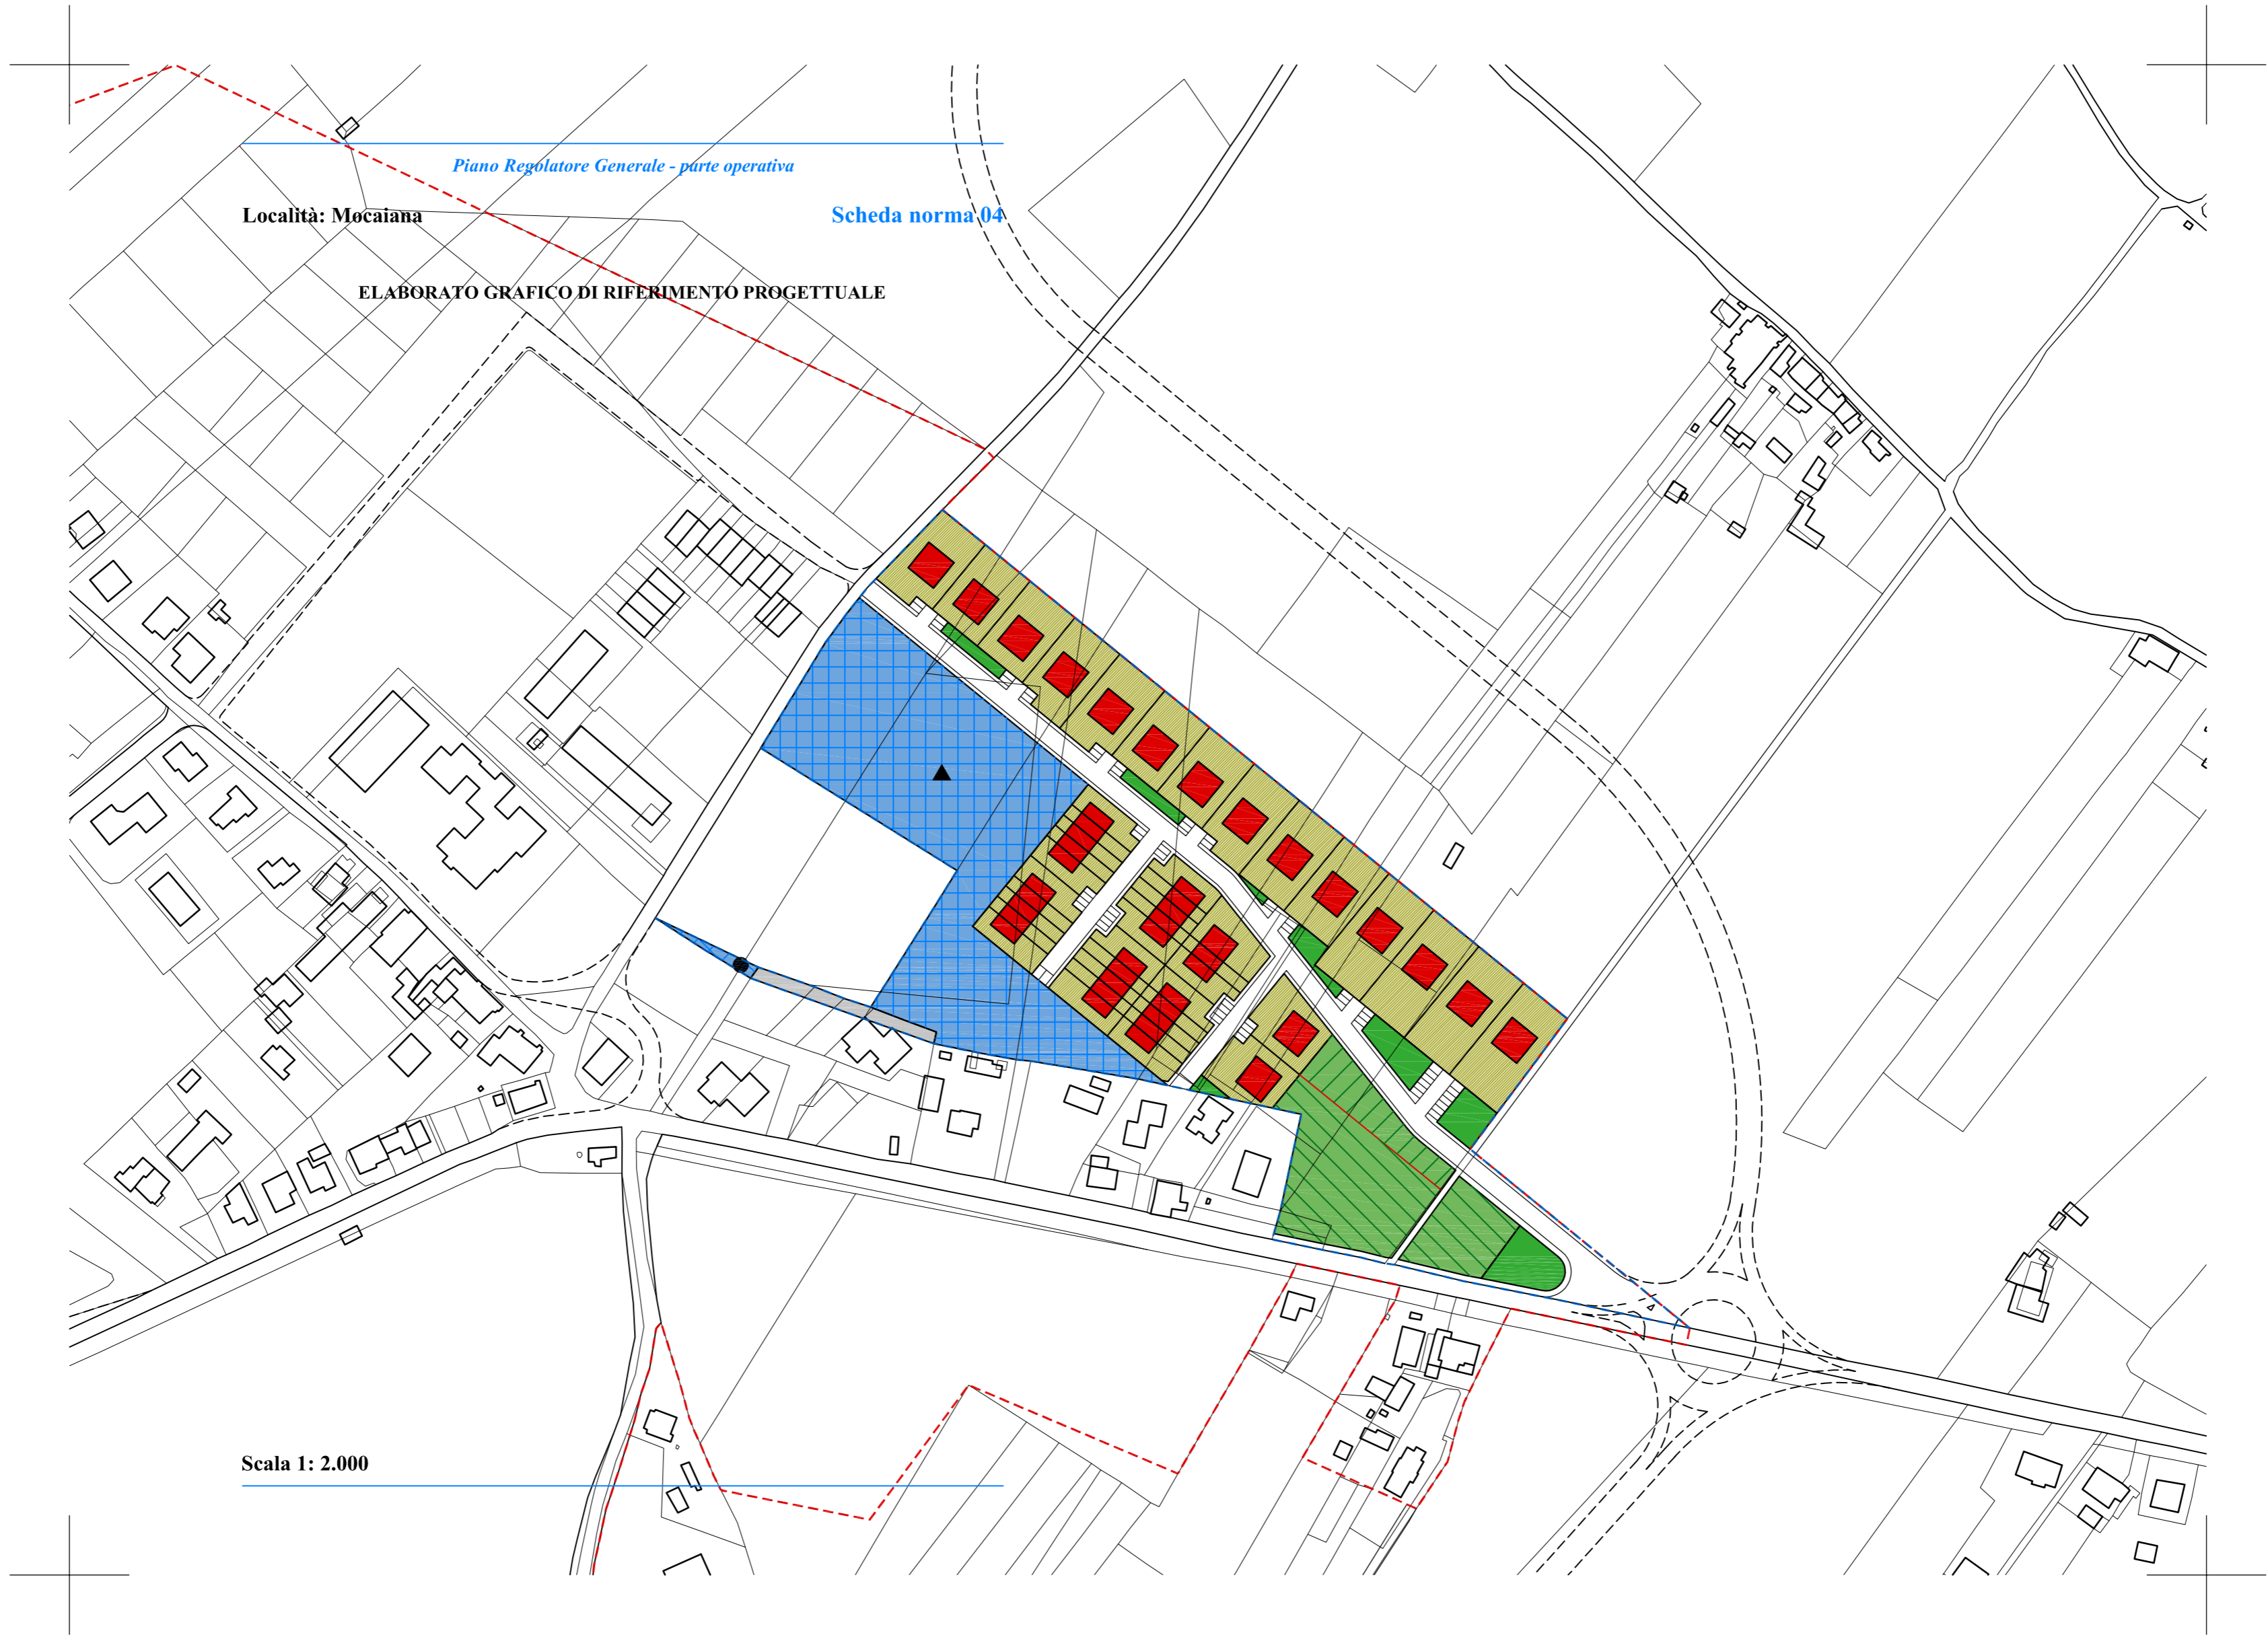 Piano Regolatore Generale - parte operativa
Località: Mocaiana
Scheda norma 04
ELABORATO GRAFICO DI RIFERIMENTO PROGETTUALE
Scala 1: 2.000